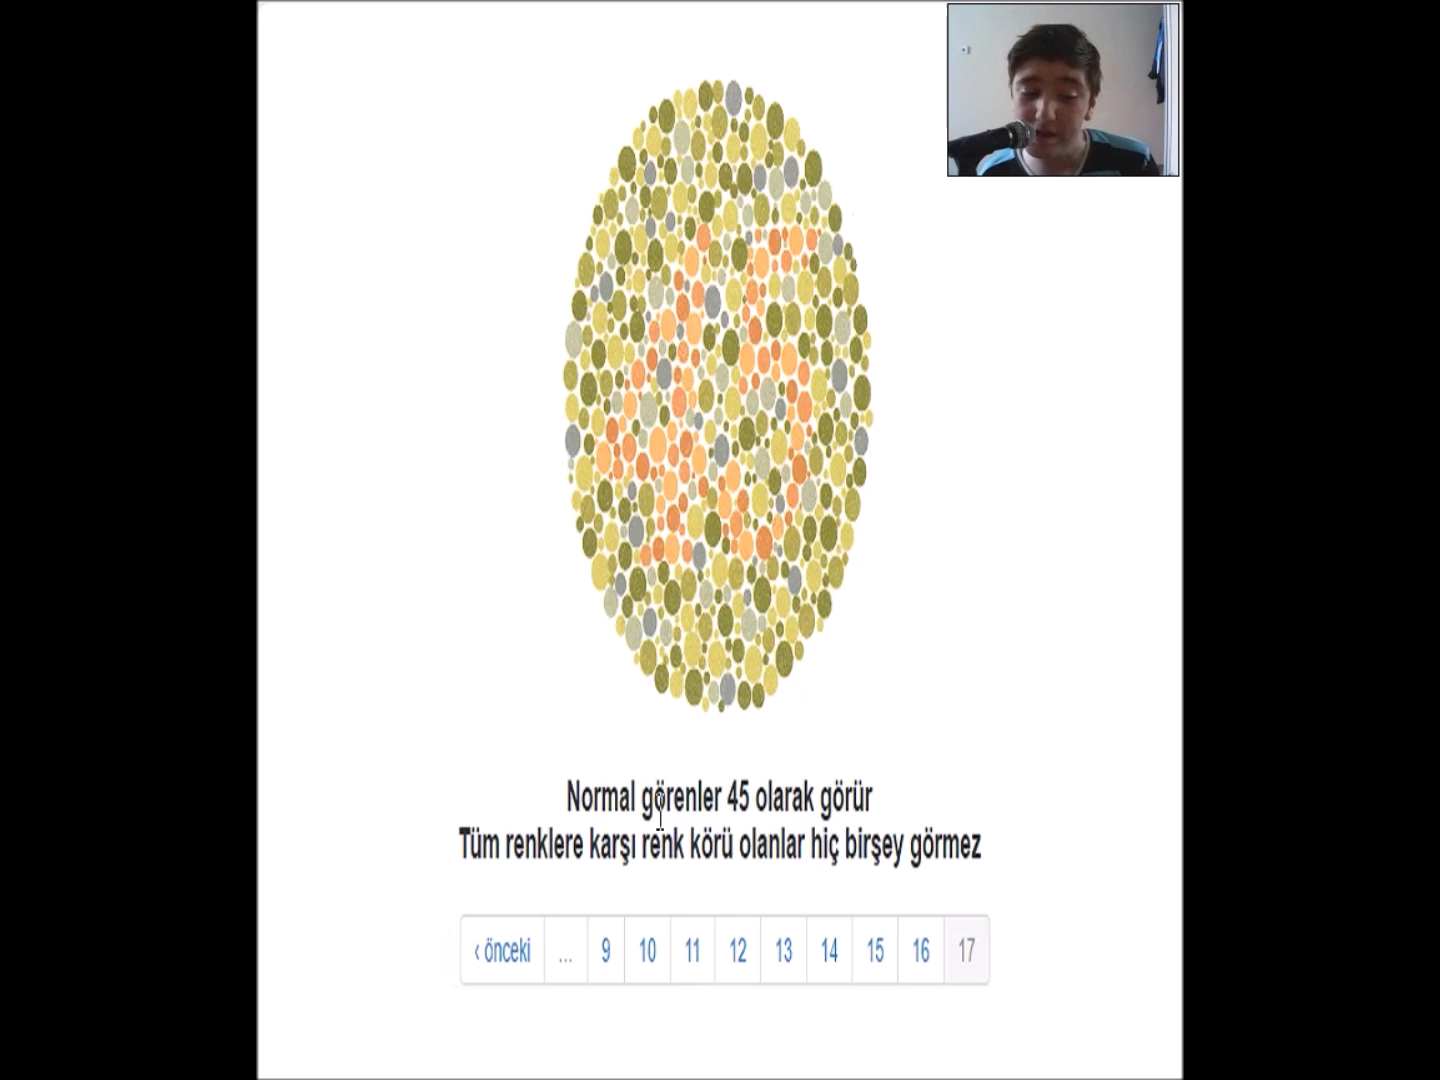 Normal görenler 45 olarak görür
Tüm renklere karşı renk körü olanlar hiç birşey görmez
‹ önceki ... 9 10 11 12 13 14 15 16 17